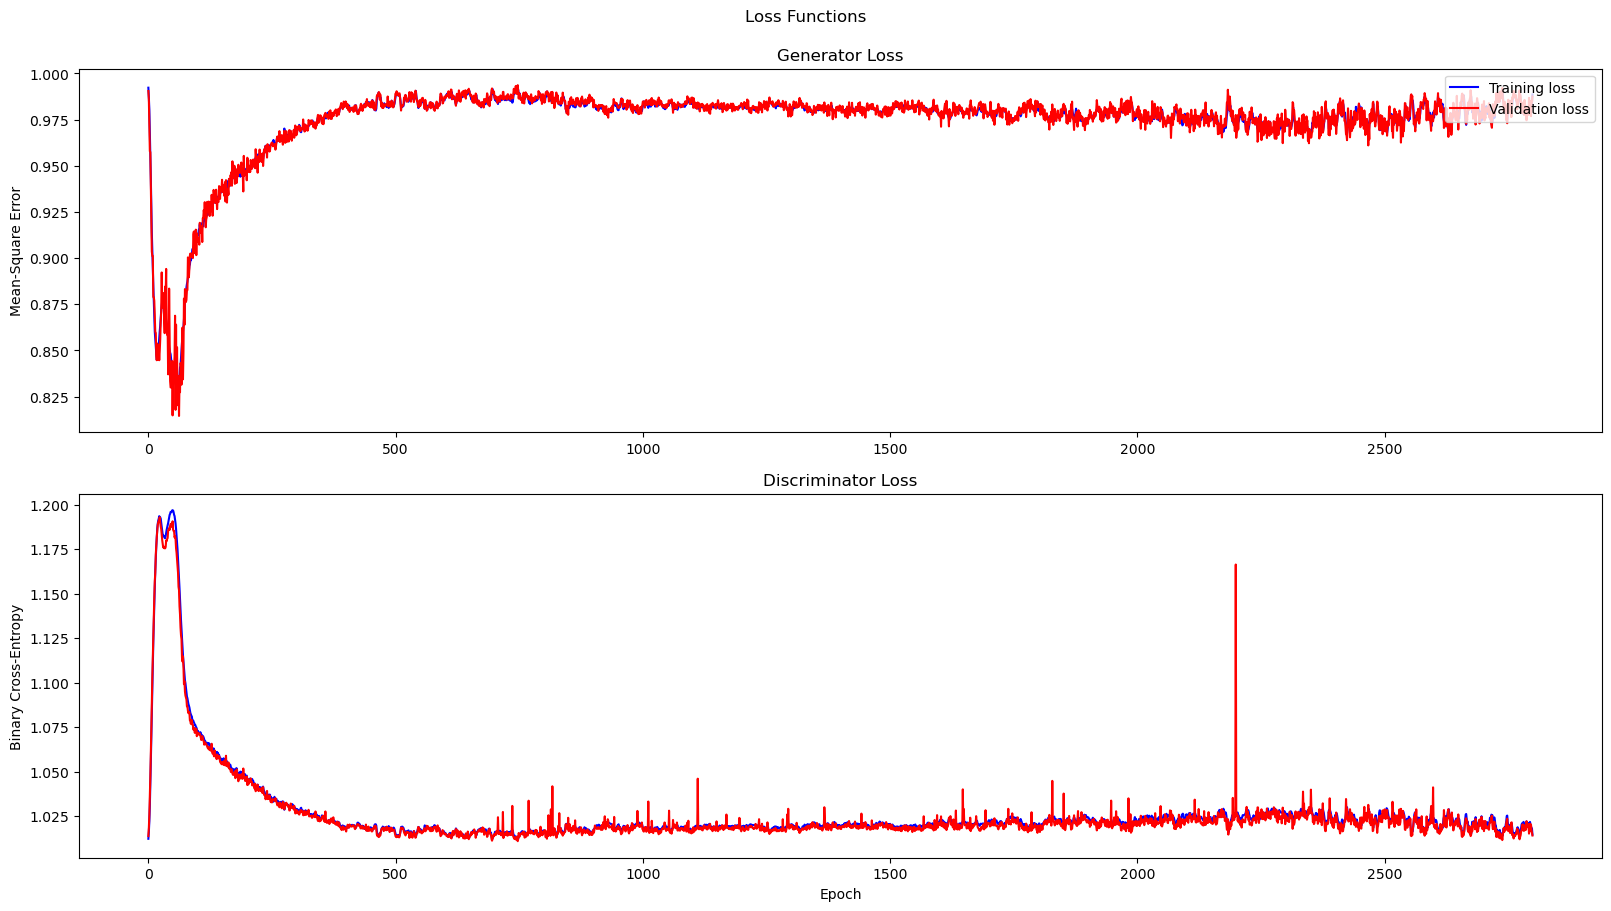 Loss Functions
Generator Loss
Training loss
Validation loss
Mean-Square Error
1.000
0.975
0.950
0.925
0.900
0.875
0.850
0.825
0 500 1000 1500 2000 2500
Discriminator Loss
Binary Cross-Entropy
1.200
1.175
1.150
1.125
1.100
1.075
1.050
1.025
0 500 1000 1500 2000 2500
Epoch